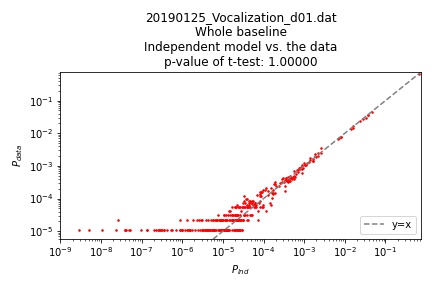 20190125_Vocalization_d01.dat
Whole baseline
Independent model vs. the data
p-value of t-test: 1.00000
P_data
10^-1
10^-2
10^-3
10^-4
10^-5
10^-9 10^-8 10^-7 10^-6 10^-5 10^-4 10^-3 10^-2 10^-1
P_ind
y=x